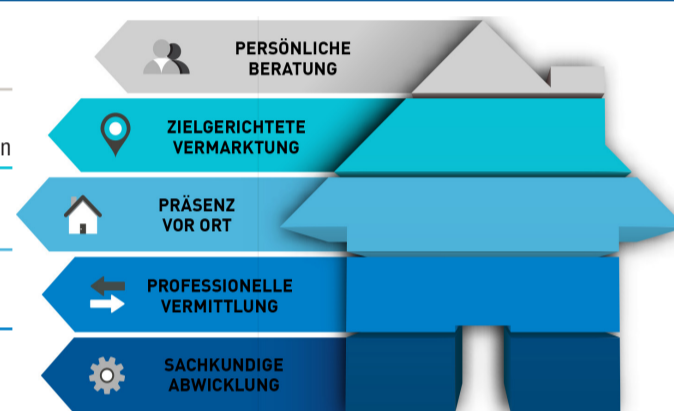 PERSÖNLICHE
BERATUNG
ZIELGERICHTETE
VERMARKTUNG
n
PRÄSENZ
VOR ORT
PROFESSIONELLE
VERMITTLUNG
SACHKUNDIGE
ABWICKLUNG